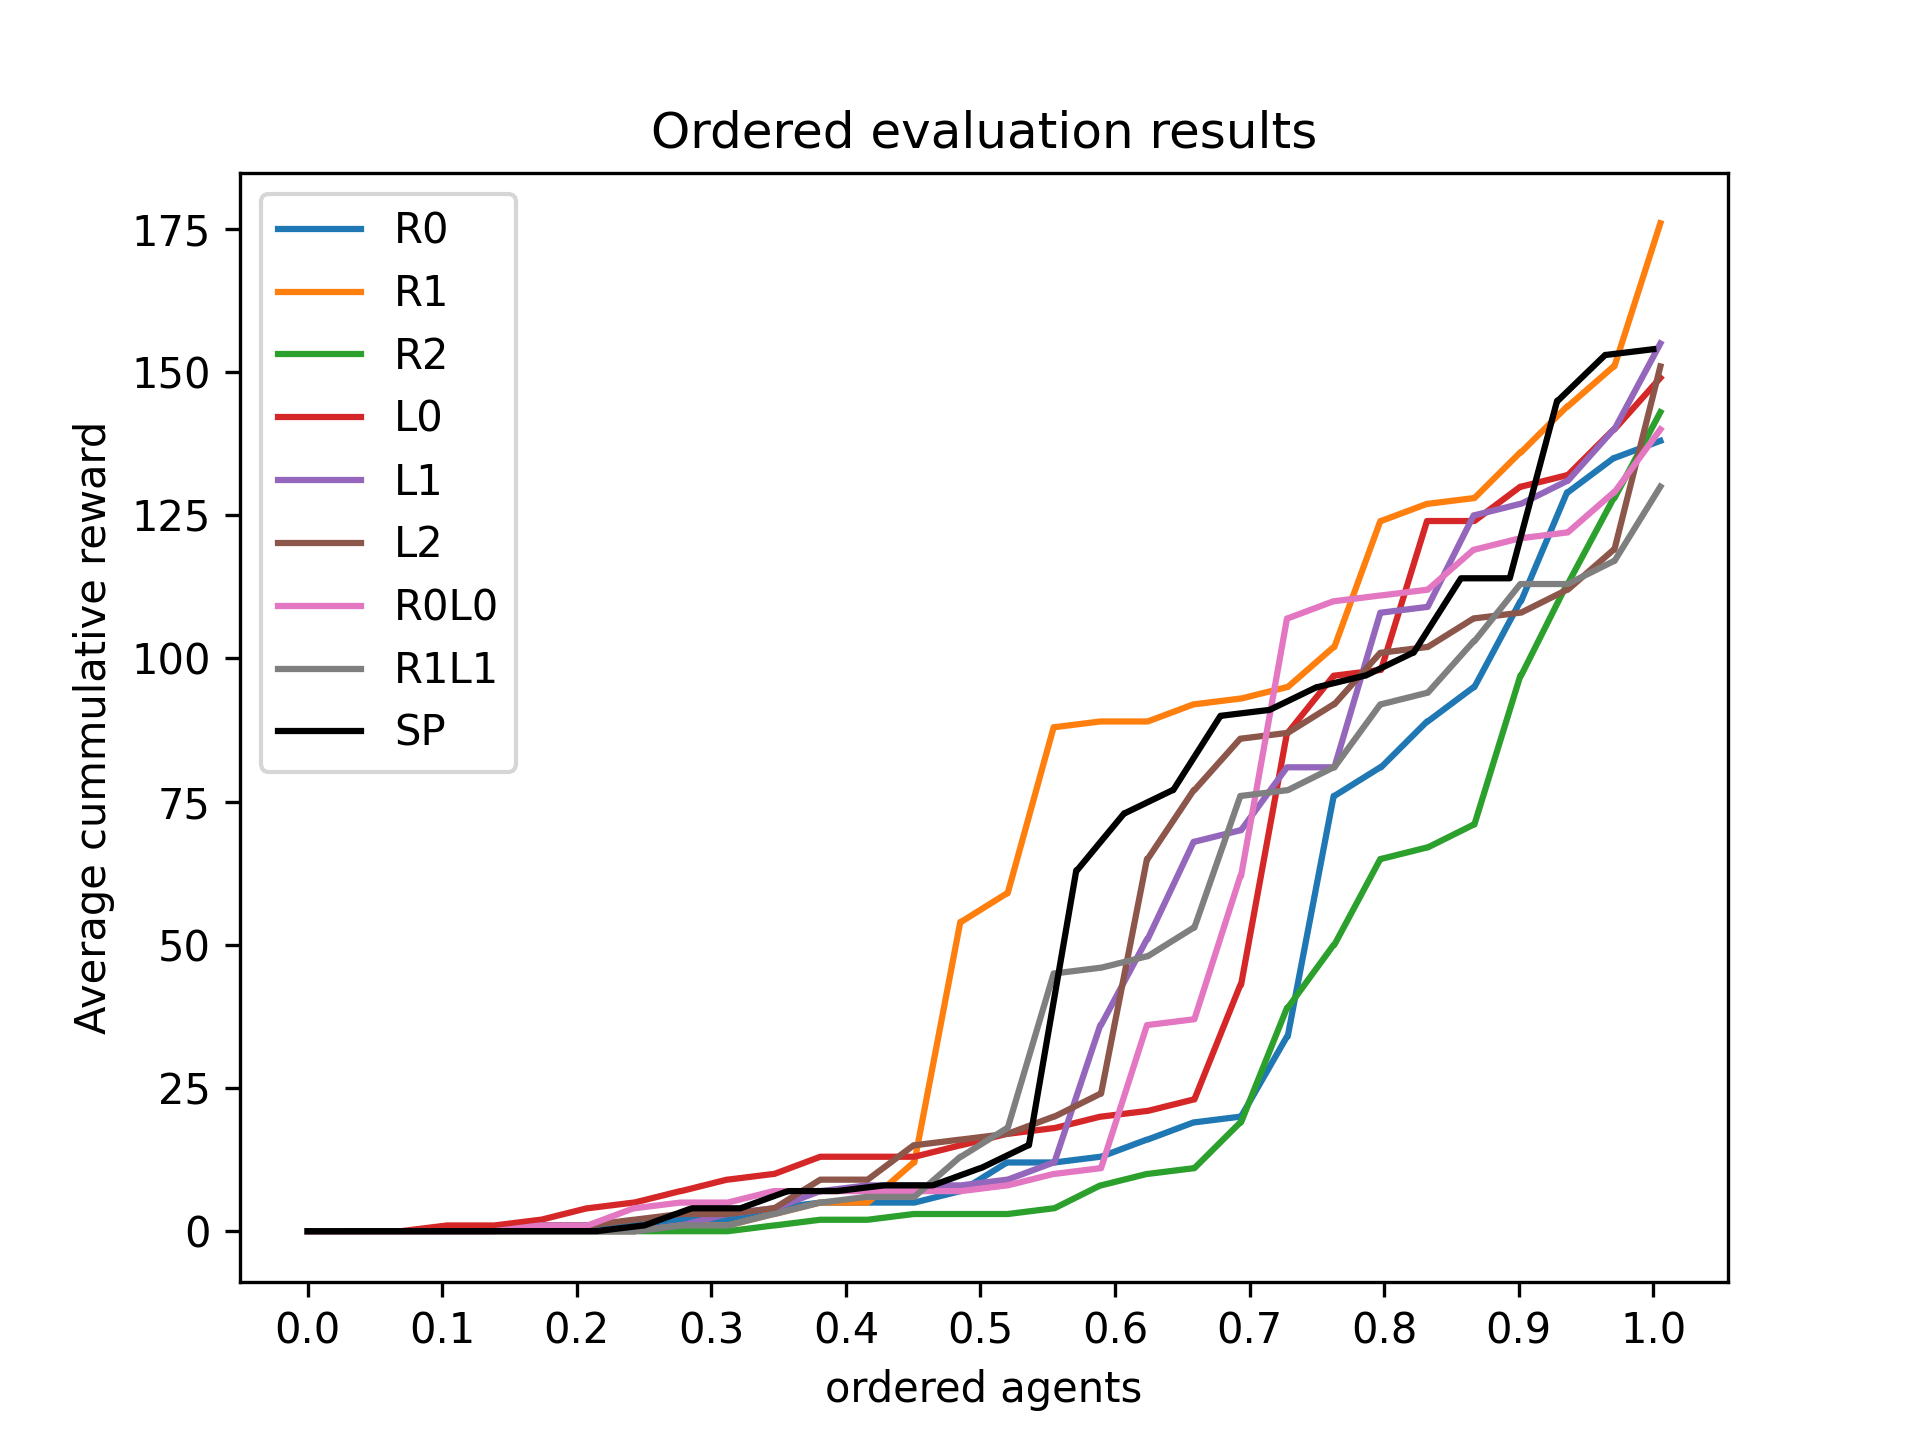 Ordered evaluation results
Average cummulative reward
175
150
125
100
75
50
25
0
R0
R1
R2
L0
L1
L2
R0L0
R1L1
SP
0.0 0.1 0.2 0.3 0.4 0.5 0.6 0.7 0.8 0.9 1.0
ordered agents